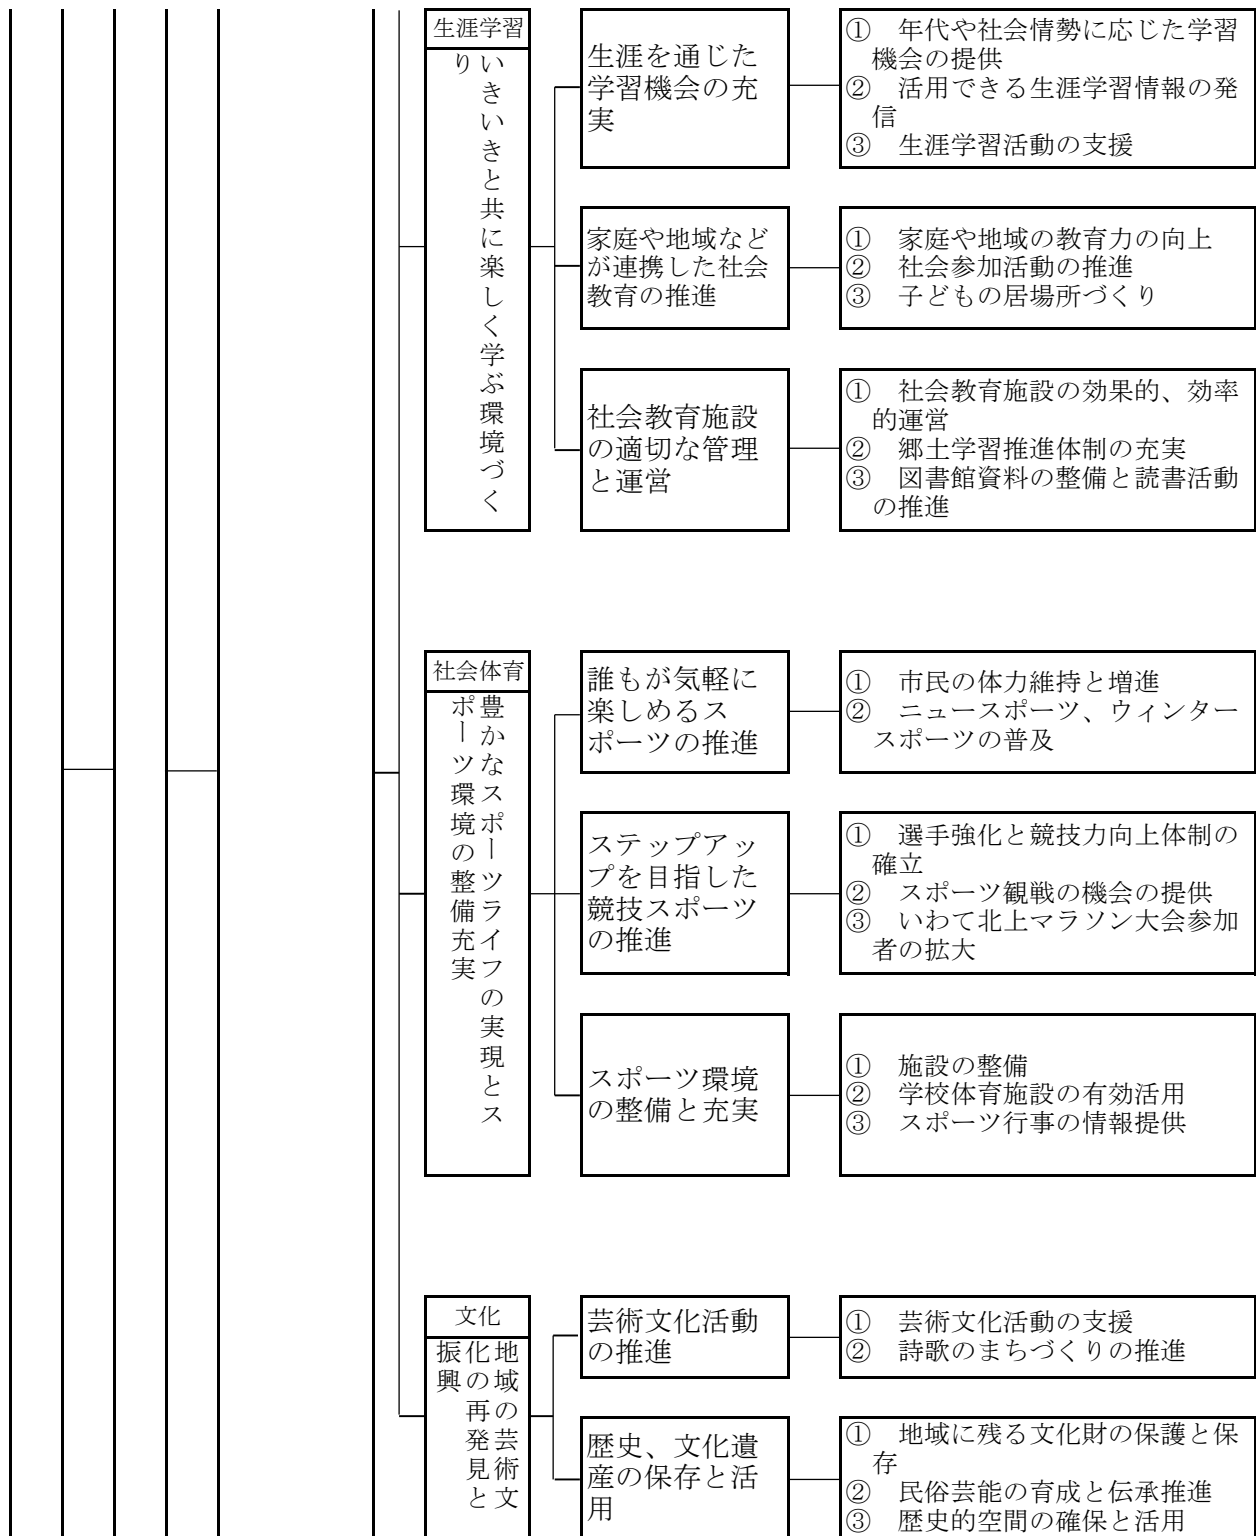 生涯学習
いきいきと共に楽しく学ぶ環境づく
り
生涯を通じた
学習機会の充
実
①　年代や社会情勢に応じた学習
機会の提供
②　活用できる生涯学習情報の発
信
③　生涯学習活動の支援
家庭や地域など
が連携した社会
教育の推進
①　家庭や地域の教育力の向上
②　社会参加活動の推進
③　子どもの居場所づくり
社会教育施設
の適切な管理
と運営
①　社会教育施設の効果的、効率
的運営
②　郷土学習推進体制の充実
③　図書館資料の整備と読書活動
の推進
社会体育
豊かなスポーツライフの実現とス
ポーツ環境の整備充実
誰もが気軽に
楽しめるス
ポーツの推進
①　市民の体力維持と増進
②　ニュースポーツ、ウィンター
スポーツの普及
ステップアッ
プを目指した
競技スポーツ
の推進
①　選手強化と競技力向上体制の
確立
②　スポーツ観戦の機会の提供
③　いわて北上マラソン大会参加
者の拡大
スポーツ環境
の整備と充実
①　施設の整備
②　学校体育施設の有効活用
③　スポーツ行事の情報提供
文化
地域の芸術文
化の再発見と
振興
芸術文化活動
の推進
①　芸術文化活動の支援
②　詩歌のまちづくりの推進
歴史、文化遺
産の保存と活
用
①　地域に残る文化財の保護と保
存
②　民俗芸能の育成と伝承推進
③　歴史的空間の確保と活用